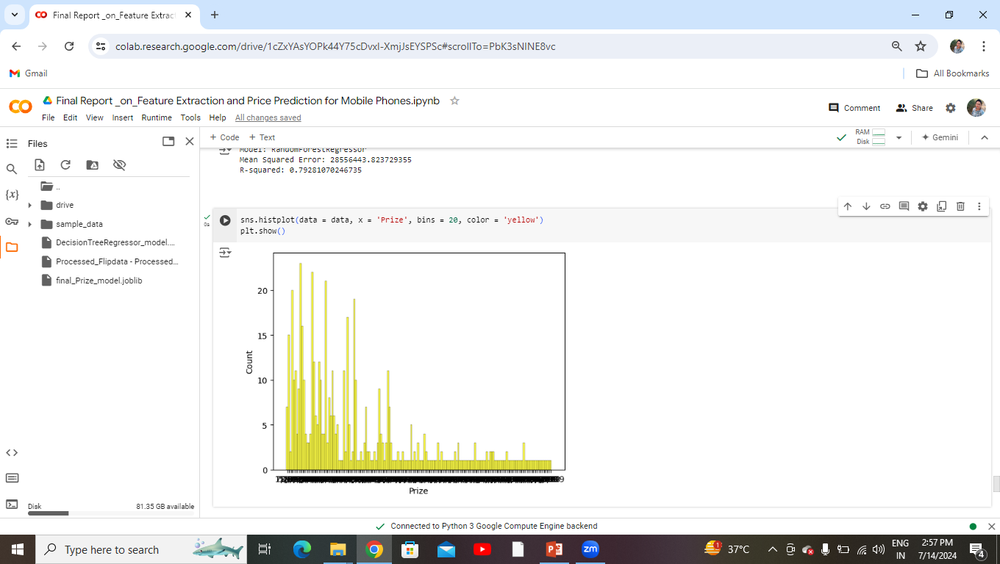 Final Report _on_Feature Extrac
colab.research.google.com/drive/1cZxYAsYOPk44Y75cDvxI-XmjJsEYSPSc#scrollTo=PbK3sNINE8vc
Gmail
All Bookmarks
Final Report _on_Feature Extraction and Price Prediction for Mobile Phones.ipynb
File Edit View Insert Runtime Tools Help All changes saved
Comment
Share
Files
+ Code + Text
RAM
Disk
Gemini
..
drive
sample_data
DecisionTreeRegressor_model....
Processed_Flipdata - Processed...
final_Prize_model.joblib
Disk
81.35 GB available
{x}
Model: RandomForestRegressor
Mean Squared Error: 28556443.823729355
R-squared: 0.79281070246735
0s
sns.histplot(data = data, x = 'Prize', bins = 20, color = 'yellow')
plt.show()
20
15
10
5
0
Count
Prize
Connected to Python 3 Google Compute Engine backend
Type here to search
zm
1
37°C
ENG
IN
2:57 PM
7/14/2024
4